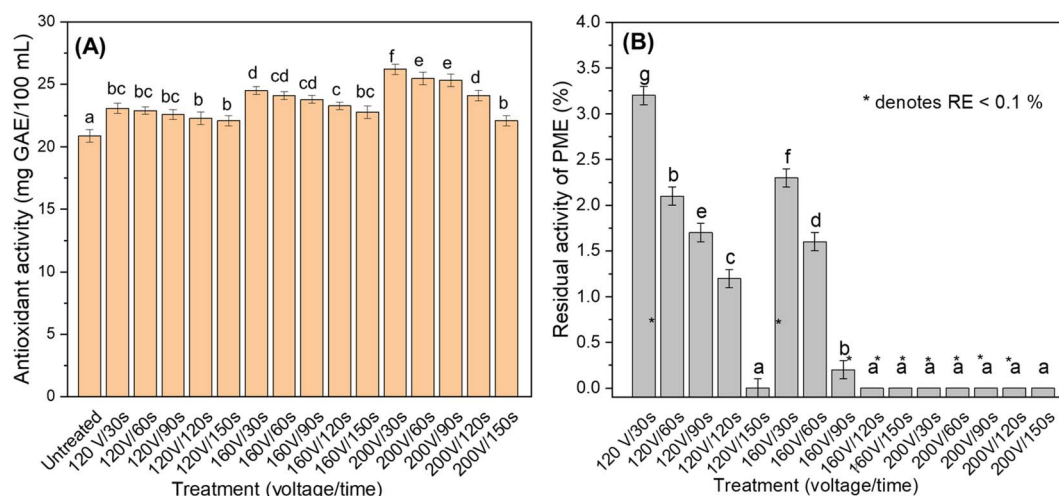 (A)
Antioxidant activity (mg GAE/100 mL)
30
25
20
15
10
5
0
a bc bc bc bc b d cd cd c bc f e e d b
Untreated
120 V/30s
120V/60s
120V/90s
120V/120s
120V/150s
160V/30s
160V/60s
160V/90s
160V/120s
160V/150s
200V/30s
200V/60s
200V/90s
200V/120s
200V/150s
Treatment (voltage/time)
(B)
Residual activity of PME (%)
4.0
3.5
3.0
2.5
2.0
1.5
1.0
0.5
0.0
* denotes RE < 0.1 %
g b e c a f d b a a a a a a a
* * * * * * * *
120 V/30s
120V/60s
120V/90s
120V/120s
120V/150s
160V/30s
160V/60s
160V/90s
160V/120s
160V/150s
200V/30s
200V/60s
200V/90s
200V/120s
200V/150s
Treatment (voltage/time)